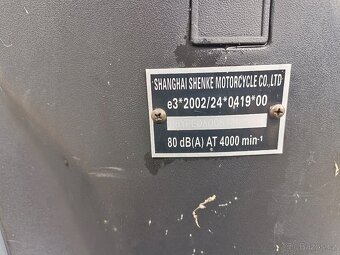 SHANGHAI SHENKE MOTORCYCLE CO.,LTD
e3*2002/24*0419*00
80 dB(A) AT 4000 min-¹